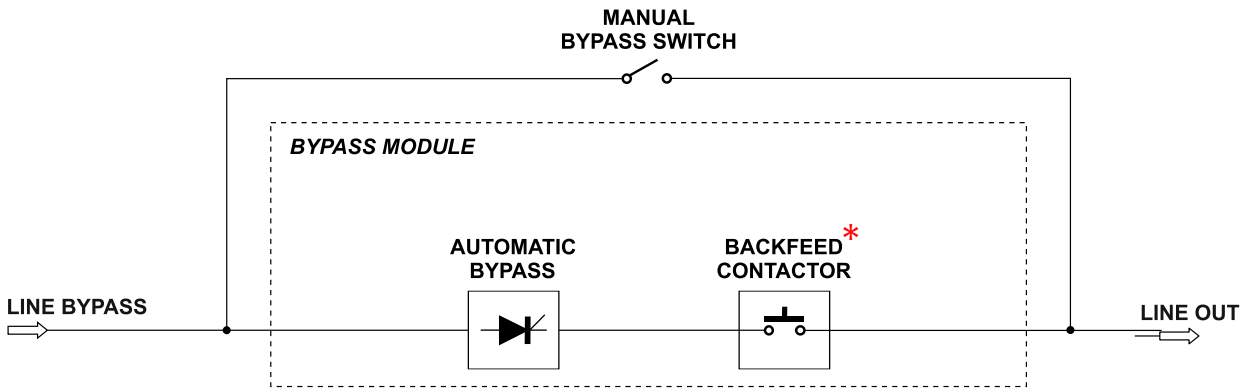 MANUAL
BYPASS SWITCH
BYPASS MODULE
AUTOMATIC
BYPASS
BACKFEED*
CONTACTOR
LINE BYPASS
LINE OUT